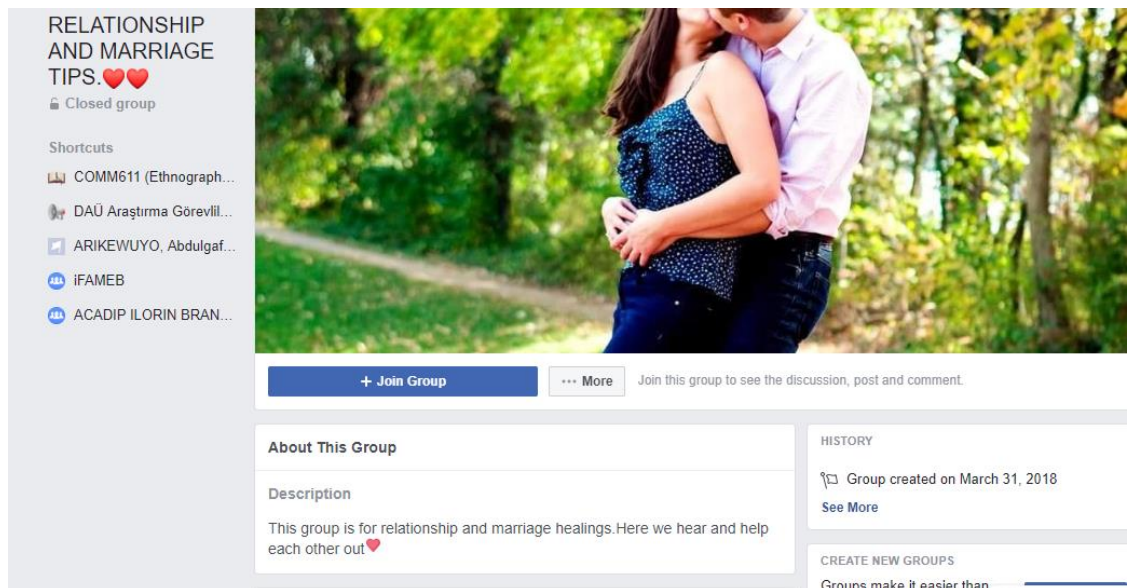 RELATIONSHIP
AND MARRIAGE
TIPS.❤️❤️
Closed group
Shortcuts
COMM611 (Ethnograph...
DAÜ Araştırma Görevlil...
ARIKEWUYO, Abdulgaf...
iFAMEB
ACADIP ILORIN BRAN...
+ Join Group
••• More
Join this group to see the discussion, post and comment.
About This Group
Description
This group is for relationship and marriage healings.Here we hear and help
each other out❤️
HISTORY
Group created on March 31, 2018
See More
CREATE NEW GROUPS
Groups make it easier than